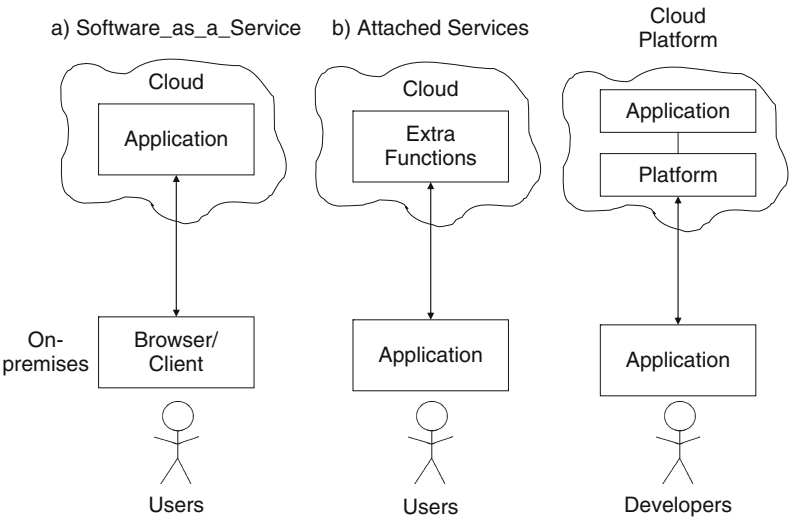 a) Software_as_a_Service
Cloud
Application
On-
premises
Browser/
Client
Users
b) Attached Services
Cloud
Extra
Functions
Application
Users
Cloud
Platform
Application
Platform
Application
Developers